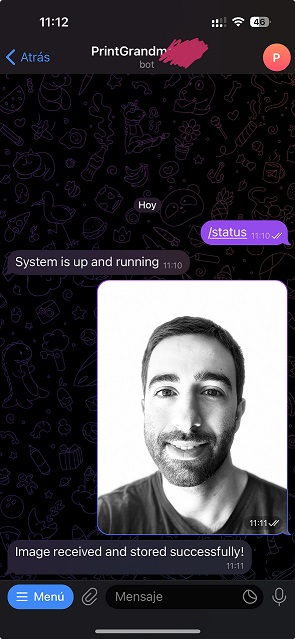 11:12
46
Atrás
bot
P
Hoy
/status 11:10
System is up and running 11:10
11:11
Image received and stored successfully!
11:11
Menú
Mensaje